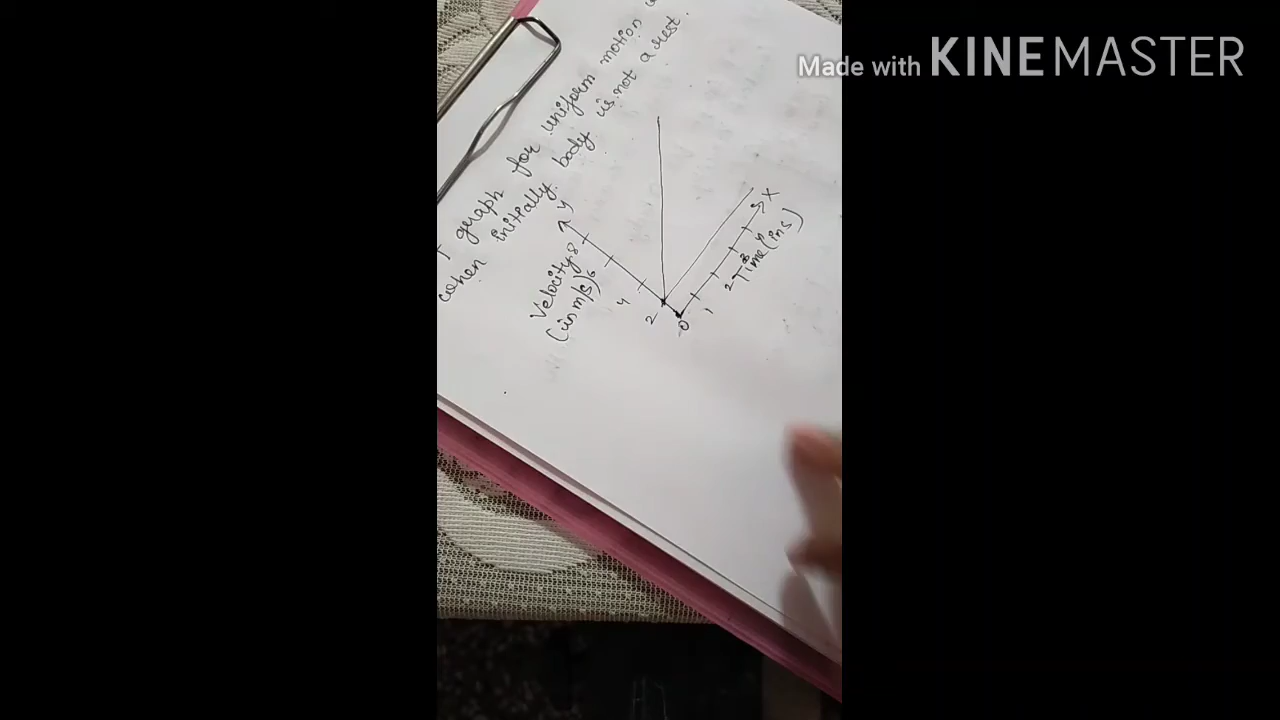 Made with KINEMASTER
T graph for uniform motion
when initially body is not a rest.
Y
Velocity
(in m/s)
8
6
4
2
0
1
2
3
4
5
X
Time (in s)